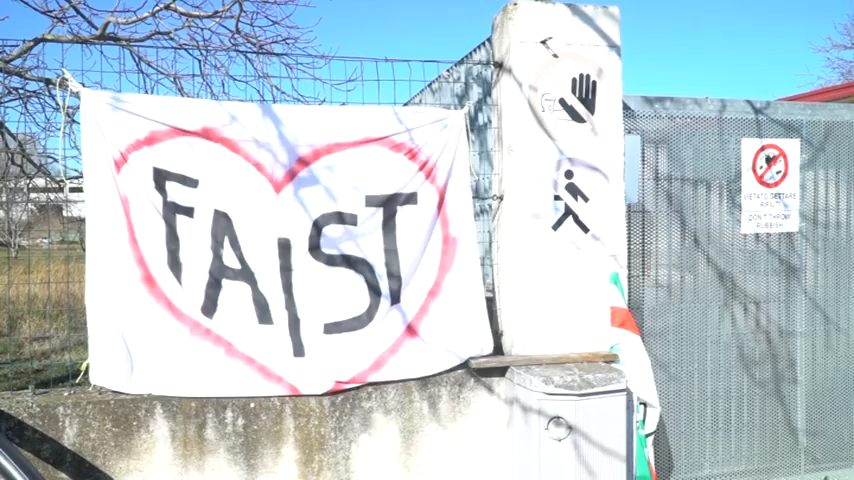 FAIST
VIETATO GETTARE
RIFIUTI
DON'T THROW
RUBBISH